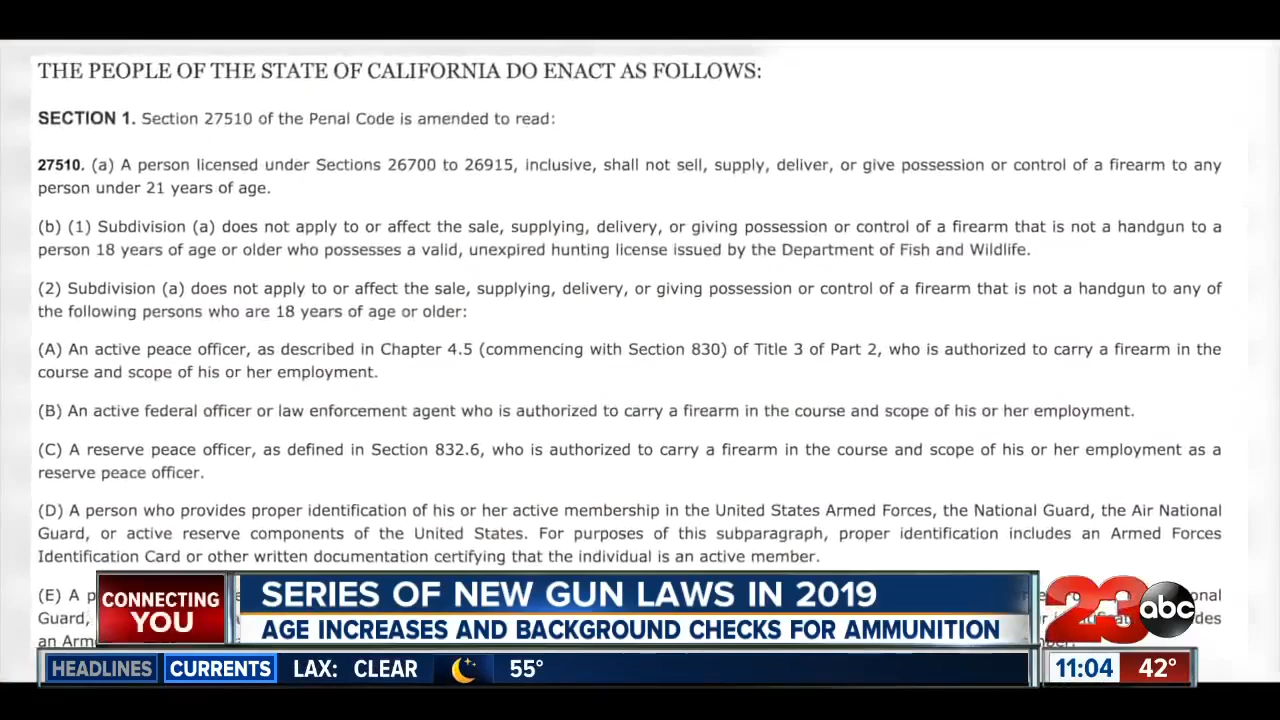 THE PEOPLE OF THE STATE OF CALIFORNIA DO ENACT AS FOLLOWS:
SECTION 1. Section 27510 of the Penal Code is amended to read:
27510. (a) A person licensed under Sections 26700 to 26915, inclusive, shall not sell, supply, deliver, or give possession or control of a firearm to any
person under 21 years of age.
(b) (1) Subdivision (a) does not apply to or affect the sale, supplying, delivery, or giving possession or control of a firearm that is not a handgun to a
person 18 years of age or older who possesses a valid, unexpired hunting license issued by the Department of Fish and Wildlife.
(2) Subdivision (a) does not apply to or affect the sale, supplying, delivery, or giving possession or control of a firearm that is not a handgun to any of
the following persons who are 18 years of age or older:
(A) An active peace officer, as described in Chapter 4.5 (commencing with Section 830) of Title 3 of Part 2, who is authorized to carry a firearm in the
course and scope of his or her employment.
(B) An active federal officer or law enforcement agent who is authorized to carry a firearm in the course and scope of his or her employment.
(C) A reserve peace officer, as defined in Section 832.6, who is authorized to carry a firearm in the course and scope of his or her employment as a
reserve peace officer.
(D) A person who provides proper identification of his or her active membership in the United States Armed Forces, the National Guard, the Air National
Guard, or active reserve components of the United States. For purposes of this subparagraph, proper identification includes an Armed Forces
Identification Card or other written documentation certifying that the individual is an active member.
(E) A
Guard,
an
CONNECTING
YOU
SERIES OF NEW GUN LAWS IN 2019
AGE INCREASES AND BACKGROUND CHECKS FOR AMMUNITION
23 abc
HEADLINES CURRENTS LAX: CLEAR 55° 11:04 42°